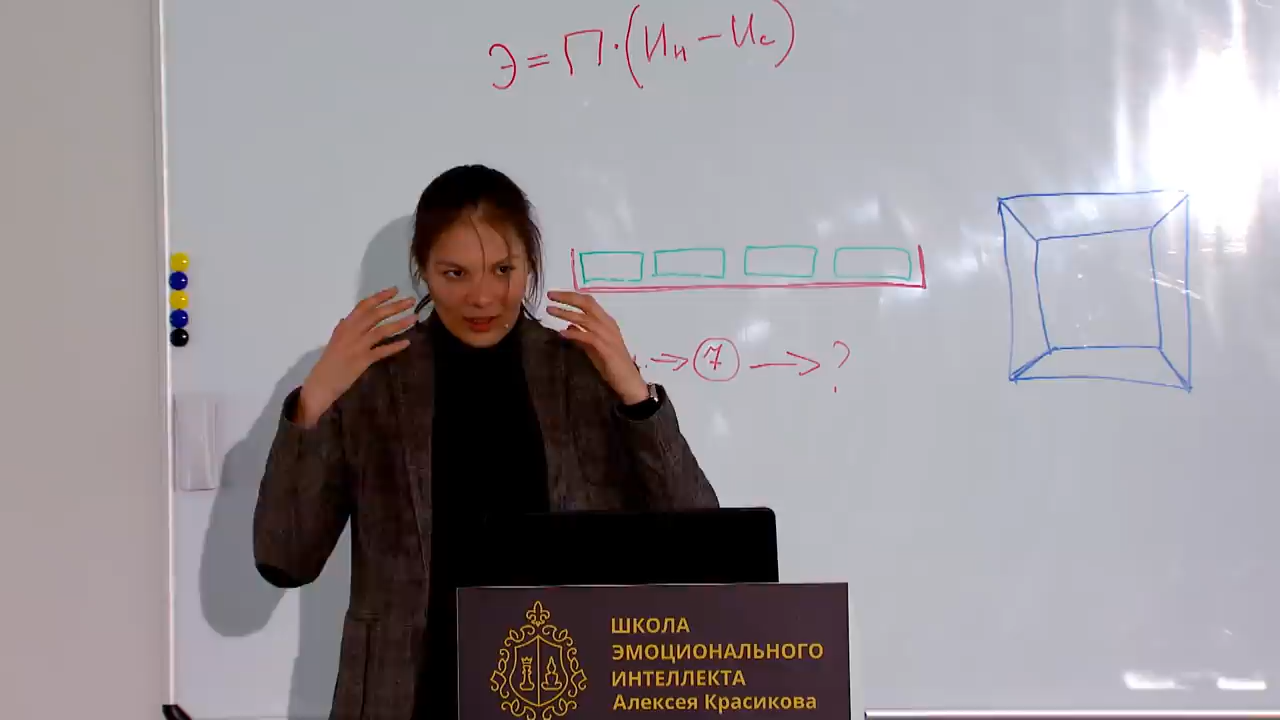 Э = П · (Ин – Ис)
→ 7 → ?
ШКОЛА
ЭМОЦИОНАЛЬНОГО
ИНТЕЛЛЕКТА
Алексея Красикова